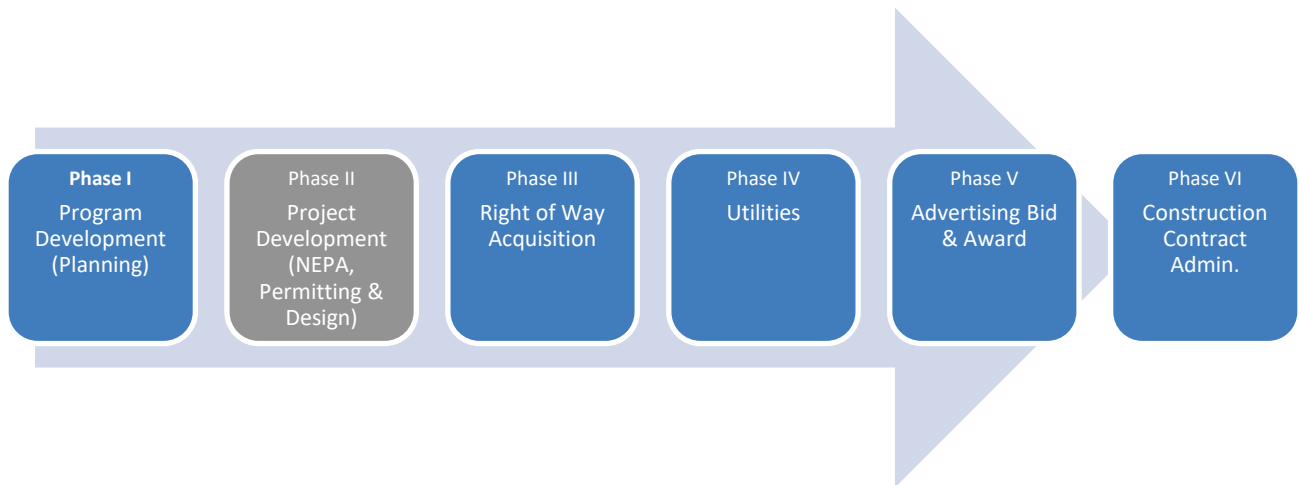 Phase I
Program
Development
(Planning)
Phase II
Project
Development
(NEPA,
Permitting &
Design)
Phase III
Right of Way
Acquisition
Phase IV
Utilities
Phase V
Advertising Bid
& Award
Phase VI
Construction
Contract
Admin.